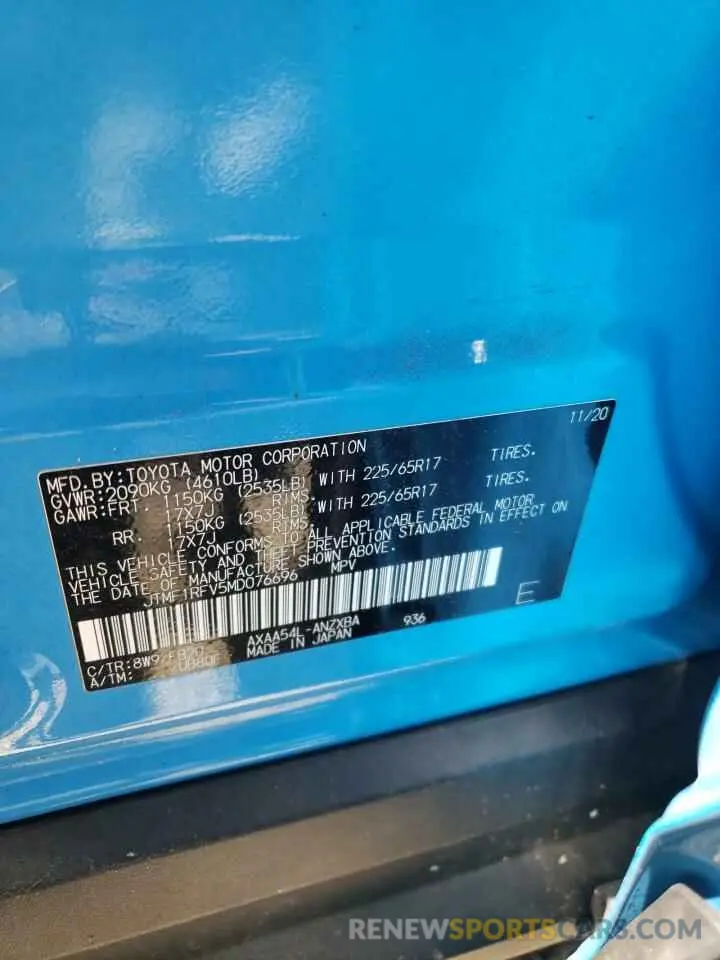 11/20
MFD. BY: TOYOTA MOTOR CORPORATION
GVWR: 2090KG (4610LB)
GAWR: FRT. 1150KG (2535LB) WITH 225/65R17 TIRES.
17X7J RIMS
RR. 1150KG (2535LB) WITH 225/65R17 TIRES.
17X7J RIMS
THIS VEHICLE CONFORMS TO ALL APPLICABLE FEDERAL MOTOR
VEHICLE SAFETY AND THEFT PREVENTION STANDARDS IN EFFECT ON
THE DATE OF MANUFACTURE SHOWN ABOVE.
JTMF1RFV5MD076696 MPV
E
C/TR: AXAA54L-ANZXBA 936
A/TM: MADE IN JAPAN
RENEWSPORTSCARS.COM